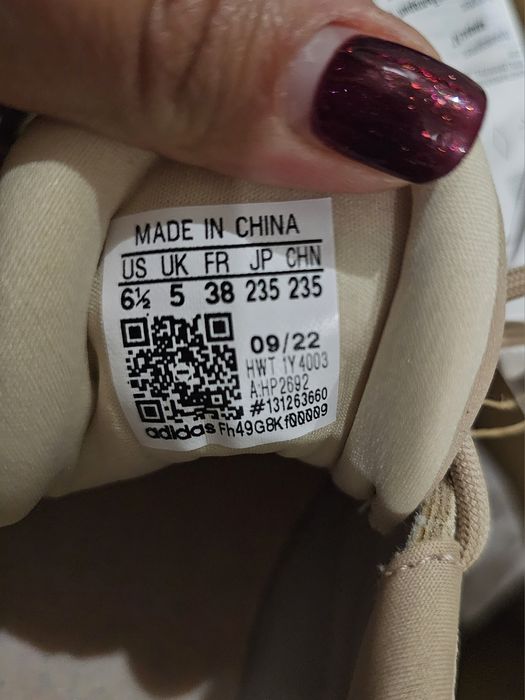 MADE IN CHINA
US UK FR JP CHN
6½ 5 38 235 235
09/22
HWT 1Y4003
A:HP2692
#131263660
adidas Fh49G8Kf00009